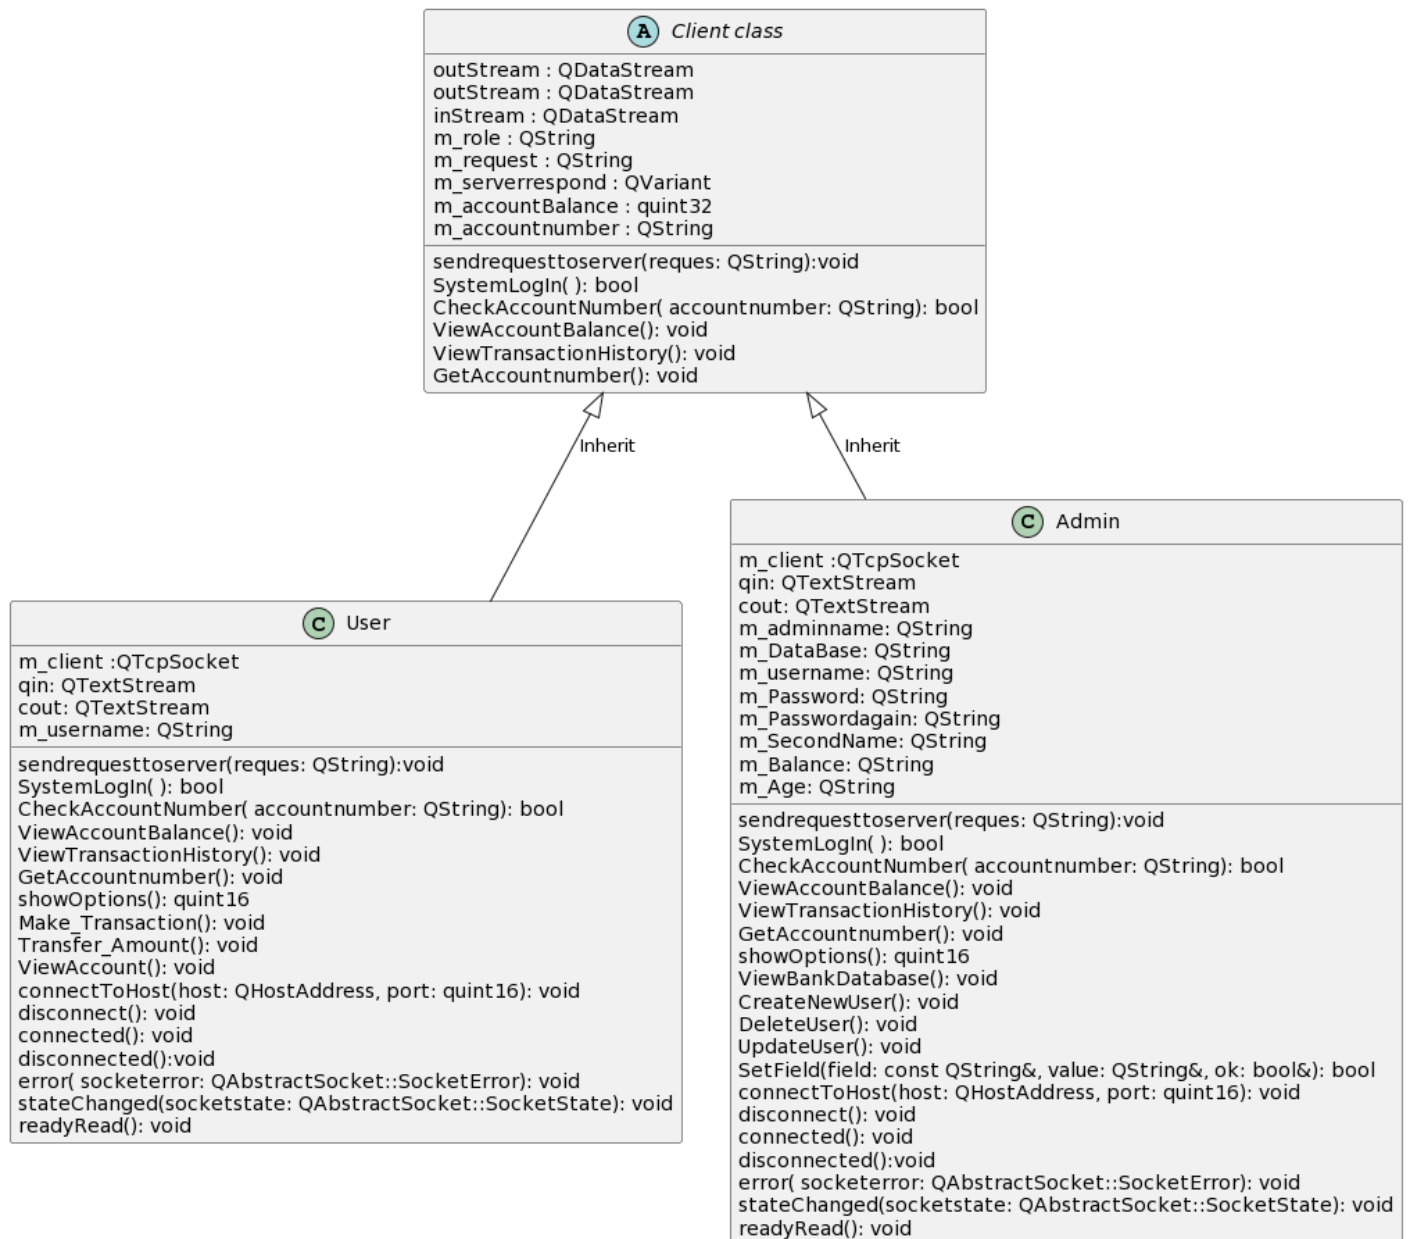 A Client class
outStream : QDataStream
outStream : QDataStream
inStream : QDataStream
m_role : QString
m_request : QString
m_serverrespond : QVariant
m_accountBalance : quint32
m_accountnumber : QString
sendrequesttoserver(reques: QString):void
SystemLogIn( ): bool
CheckAccountNumber( accountnumber: QString): bool
ViewAccountBalance(): void
ViewTransactionHistory(): void
GetAccountnumber(): void
Inherit
Inherit
C User
m_client :QTcpSocket
qin: QTextStream
cout: QTextStream
m_username: QString
sendrequesttoserver(reques: QString):void
SystemLogIn( ): bool
CheckAccountNumber( accountnumber: QString): bool
ViewAccountBalance(): void
ViewTransactionHistory(): void
GetAccountnumber(): void
showOptions(): quint16
Make_Transaction(): void
Transfer_Amount(): void
ViewAccount(): void
connectToHost(host: QHostAddress, port: quint16): void
disconnect(): void
connected(): void
disconnected():void
error( socketerror: QAbstractSocket::SocketError): void
stateChanged(socketstate: QAbstractSocket::SocketState): void
readyRead(): void
C Admin
m_client :QTcpSocket
qin: QTextStream
cout: QTextStream
m_adminname: QString
m_DataBase: QString
m_username: QString
m_Password: QString
m_Passwordagain: QString
m_SecondName: QString
m_Balance: QString
m_Age: QString
sendrequesttoserver(reques: QString):void
SystemLogIn( ): bool
CheckAccountNumber( accountnumber: QString): bool
ViewAccountBalance(): void
ViewTransactionHistory(): void
GetAccountnumber(): void
showOptions(): quint16
ViewBankDatabase(): void
CreateNewUser(): void
DeleteUser(): void
UpdateUser(): void
SetField(field: const QString&, value: QString&, ok: bool&): bool
connectToHost(host: QHostAddress, port: quint16): void
disconnect(): void
connected(): void
disconnected():void
error( socketerror: QAbstractSocket::SocketError): void
stateChanged(socketstate: QAbstractSocket::SocketState): void
readyRead(): void